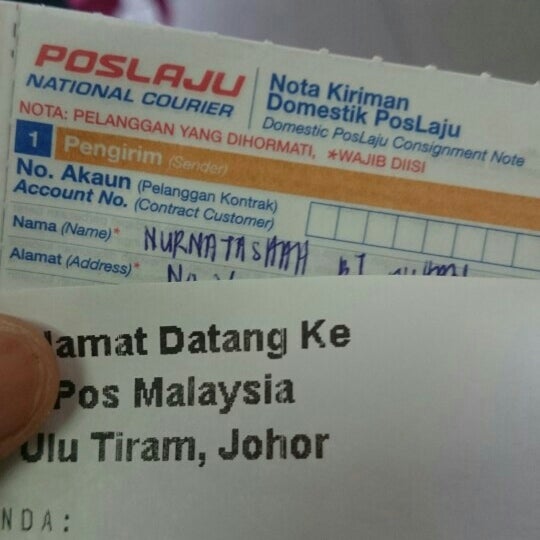 POSLAJU
NATIONAL COURIER
Nota Kiriman
Domestik PosLaju
Domestic PosLaju Consignment Note
NOTA: PELANGGAN YANG DIHORMATI, *WAJIB DIISI
1 Pengirim (Sender)
No. Akaun (Pelanggan Kontrak)
Account No. (Contract Customer)
Nama (Name)* NURNATASHAH BT
Alamat (Address)* No
lamat Datang Ke
Pos Malaysia
Ulu Tiram, Johor
NDA: